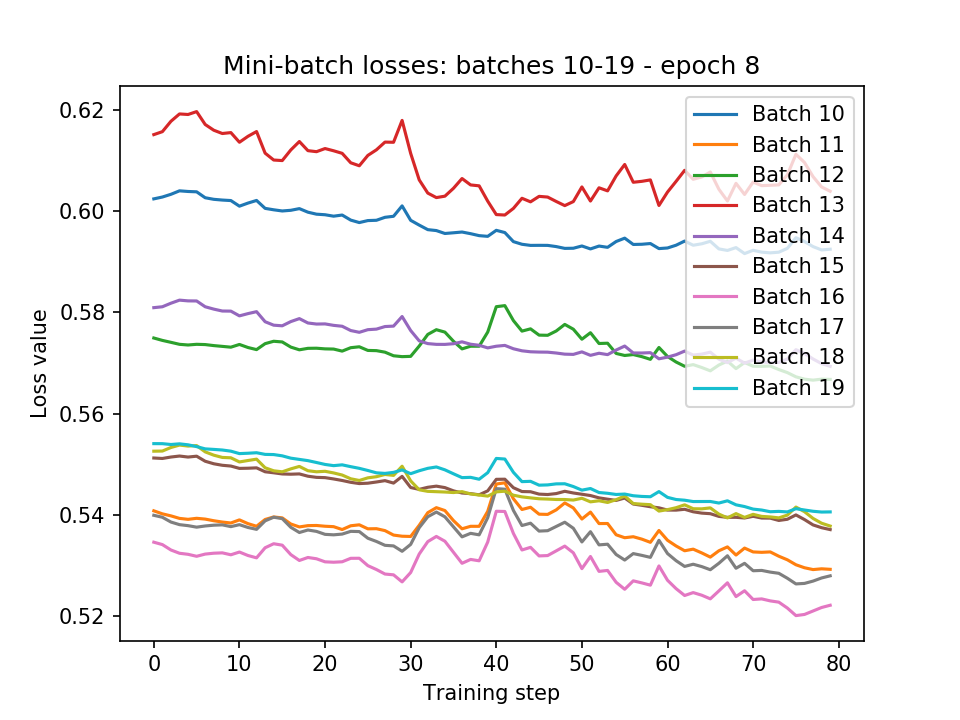 Mini-batch losses: batches 10-19 - epoch 8
Loss value
0.62
0.60
0.58
0.56
0.54
0.52
Batch 10
Batch 11
Batch 12
Batch 13
Batch 14
Batch 15
Batch 16
Batch 17
Batch 18
Batch 19
0 10 20 30 40 50 60 70 80
Training step